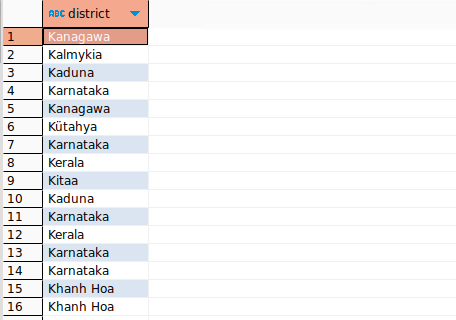 ABC district
1 Kanagawa
2 Kalmykia
3 Kaduna
4 Karnataka
5 Kanagawa
6 Kütahya
7 Karnataka
8 Kerala
9 Kitaa
10 Kaduna
11 Karnataka
12 Kerala
13 Karnataka
14 Karnataka
15 Khanh Hoa
16 Khanh Hoa